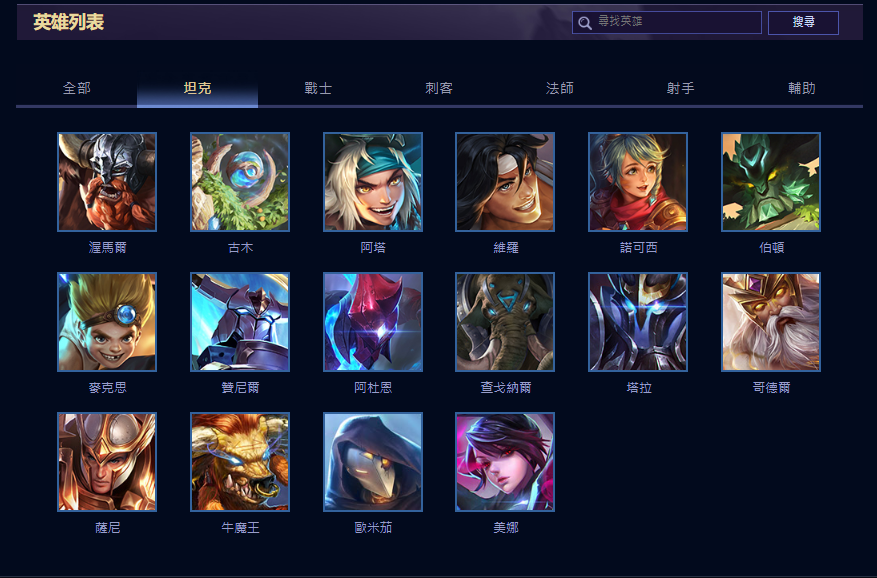 英雄列表
尋找英雄
搜尋
全部
坦克
戰士
刺客
法師
射手
輔助
渥馬爾
古木
阿塔
維羅
諾可西
伯頓
麥克思
贊尼爾
阿杜恩
查戈納爾
塔拉
哥德爾
薩尼
牛魔王
歐米茄
美娜